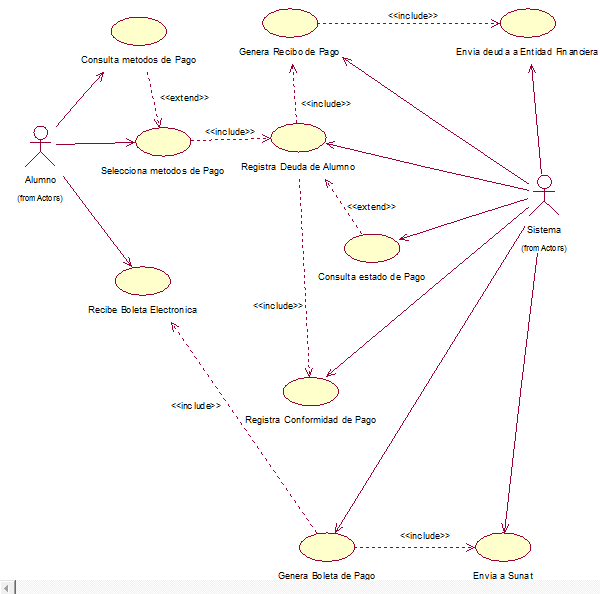 <<include>>
Genera Recibo de Pago
Envia deuda a Entidad Financiera
Consulta metodos de Pago
<<extend>>
<<include>>
<<include>>
Selecciona metodos de Pago
Registra Deuda de Alumno
Alumno
(from Actors)
<<extend>>
Sistema
(from Actors)
Consulta estado de Pago
Recibe Boleta Electronica
<<include>>
<<include>>
Registra Conformidad de Pago
<<include>>
Genera Boleta de Pago
Envia a Sunat